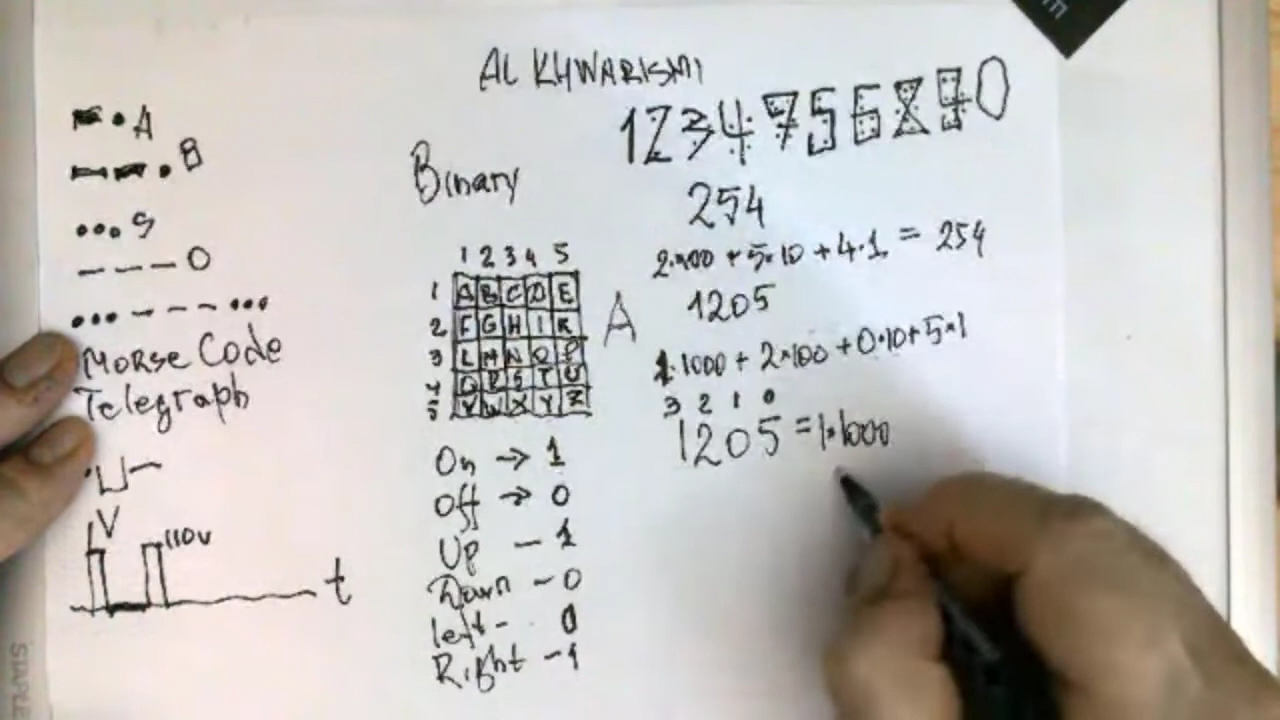 AL KHWARISMI
1234756890
254
2·100 + 5·10 + 4·1 = 254
1205
1·1000 + 2·100 + 0·10 + 5·1
3 2 1 0
1205 = 1·1000
A
B
S
O
Morse Code
Telegraph
V
110v
t
Binary
1 2 3 4 5
1 A B C D E
2 F G H I K
3 L M N O P
4 Q R S T U
5 V W X Y Z
A
On → 1
Off → 0
Up - 1
Down - 0
left - 0
Right - 1